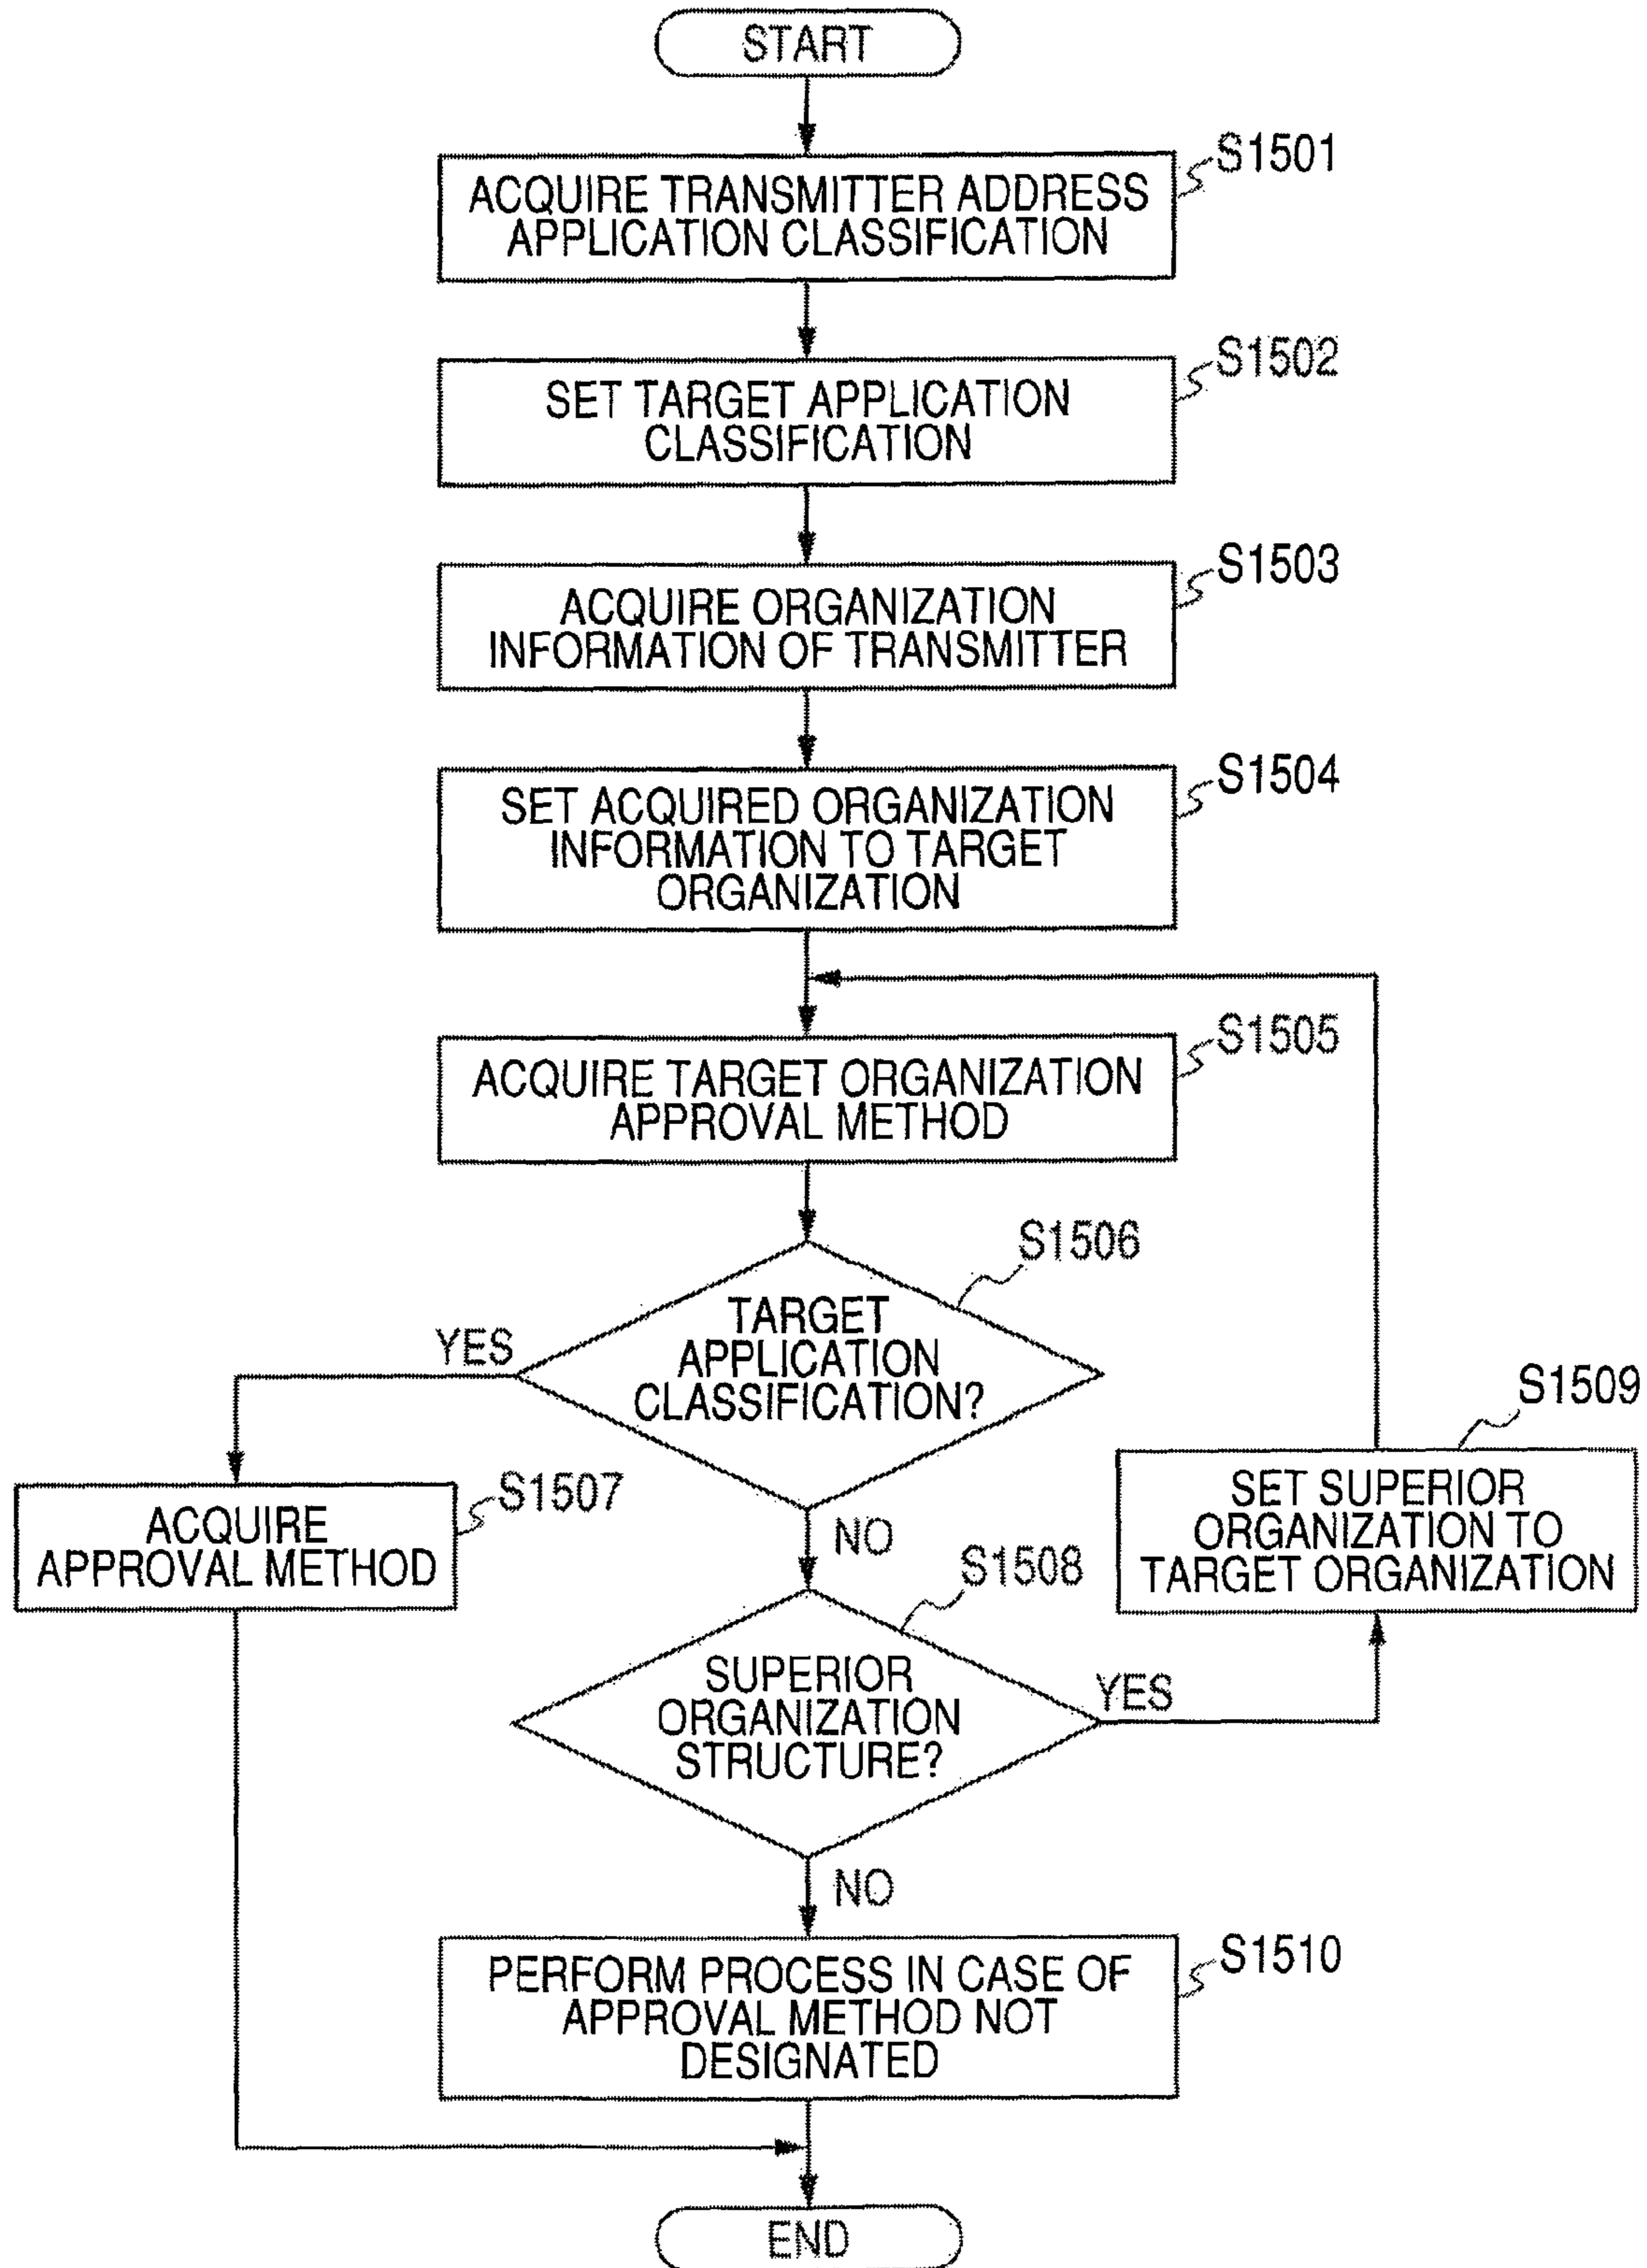 START
S1501
ACQUIRE TRANSMITTER ADDRESS
APPLICATION CLASSIFICATION
S1502
SET TARGET APPLICATION
CLASSIFICATION
S1503
ACQUIRE ORGANIZATION
INFORMATION OF TRANSMITTER
S1504
SET ACQUIRED ORGANIZATION
INFORMATION TO TARGET
ORGANIZATION
S1505
ACQUIRE TARGET ORGANIZATION
APPROVAL METHOD
S1506
TARGET
APPLICATION
CLASSIFICATION?
YES
NO
S1507
ACQUIRE
APPROVAL METHOD
S1508
SUPERIOR
ORGANIZATION
STRUCTURE?
YES
S1509
SET SUPERIOR
ORGANIZATION TO
TARGET ORGANIZATION
NO
S1510
PERFORM PROCESS IN CASE OF
APPROVAL METHOD NOT
DESIGNATED
END